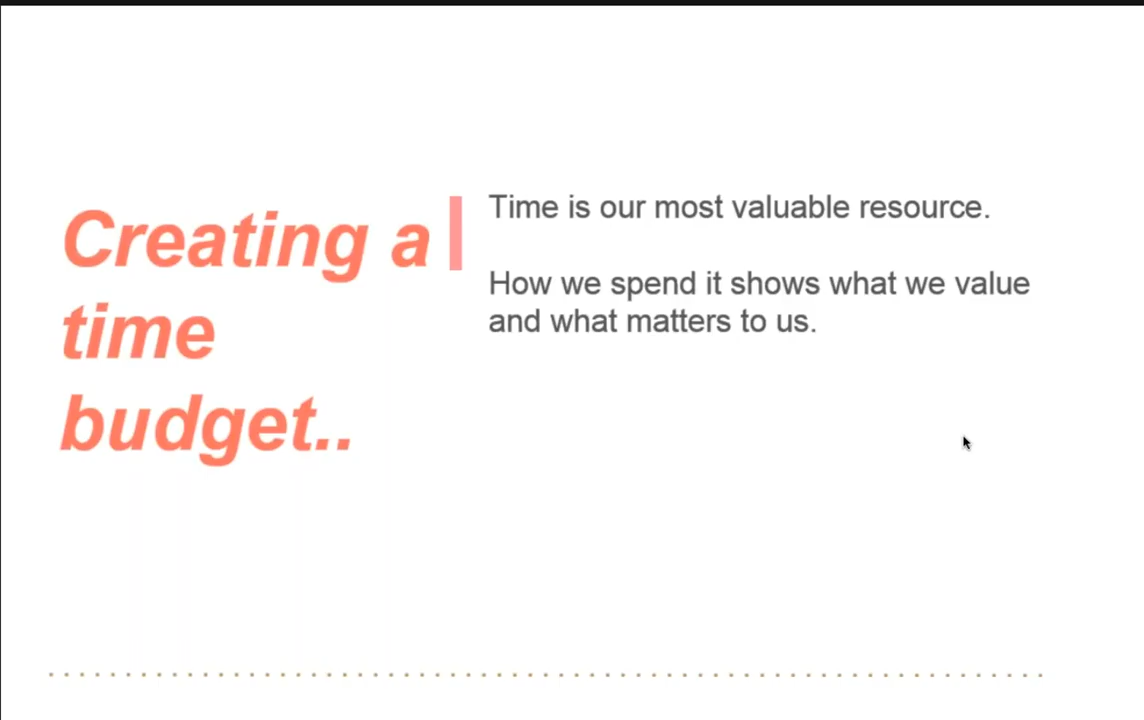 Creating a
time
budget..
Time is our most valuable resource.
How we spend it shows what we value
and what matters to us.